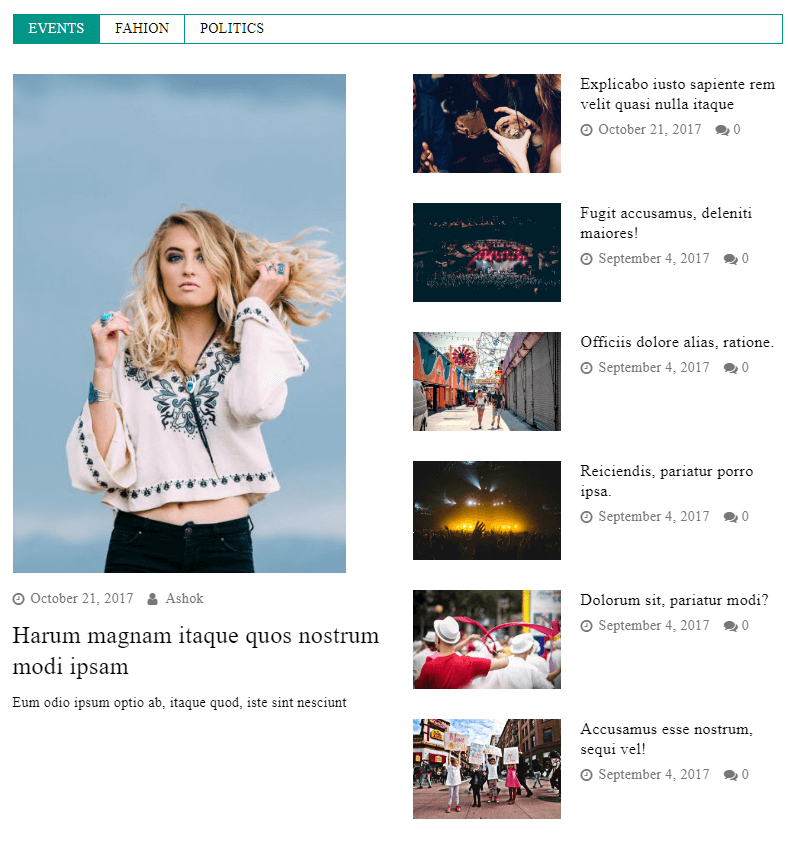 EVENTS FAHION POLITICS
October 21, 2017 Ashok
Harum magnam itaque quos nostrum
modi ipsam
Eum odio ipsum optio ab, itaque quod, iste sint nesciunt
Explicabo iusto sapiente rem
velit quasi nulla itaque
October 21, 2017 0
Fugit accusamus, deleniti
maiores!
September 4, 2017 0
Officiis dolore alias, ratione.
September 4, 2017 0
Reiciendis, pariatur porro
ipsa.
September 4, 2017 0
Dolorum sit, pariatur modi?
September 4, 2017 0
Accusamus esse nostrum,
sequi vel!
September 4, 2017 0